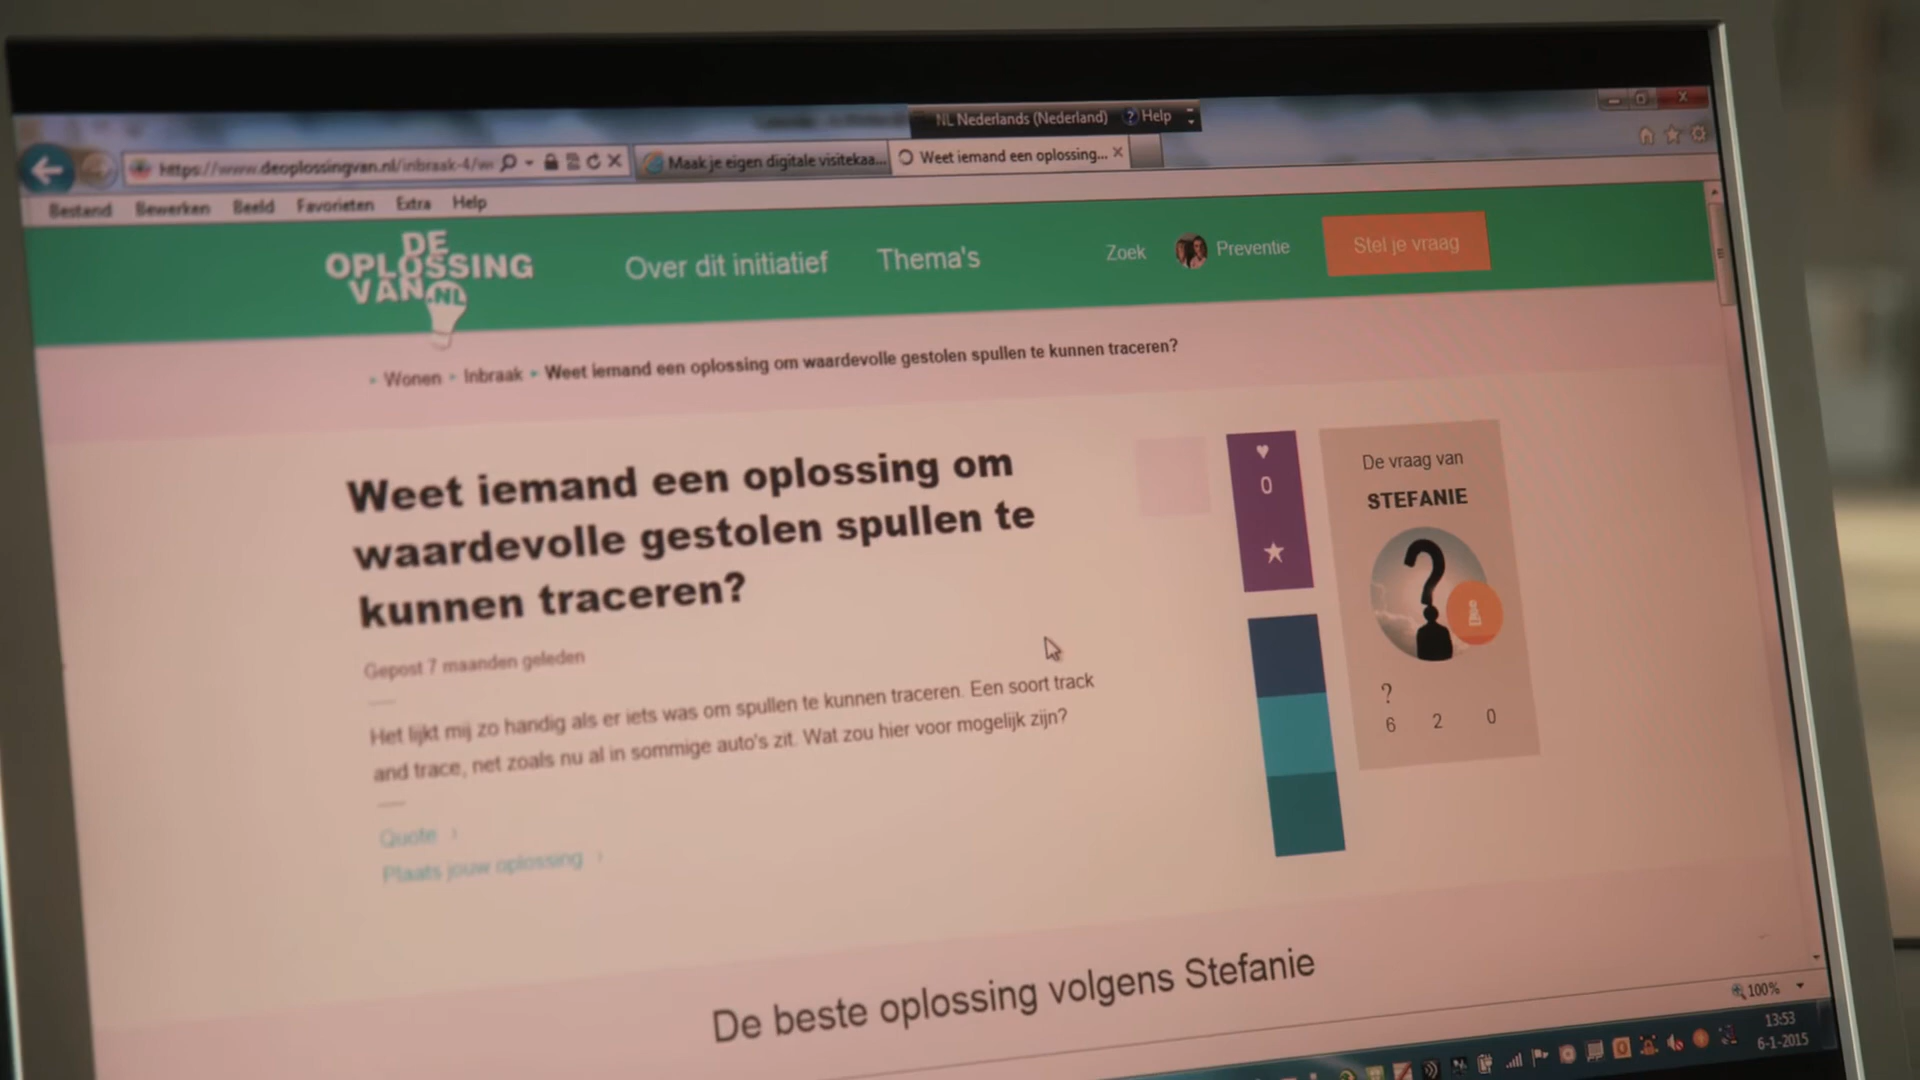 NL Nederlands (Nederland) ? Help
https://www.deoplossingvan.nl/inbraak-4/w
Maak je eigen digitale visitekaa...
Weet iemand een oplossing...
Bestand Bewerken Beeld Favorieten Extra Help
DE
OPLOSSING
VAN.NL
Over dit initiatief Thema's Zoek Preventie Stel je vraag
Wonen Inbraak Weet iemand een oplossing om waardevolle gestolen spullen te kunnen traceren?
Weet iemand een oplossing om
waardevolle gestolen spullen te
kunnen traceren?
Gepost 7 maanden geleden
Het lijkt mij zo handig als er iets was om spullen te kunnen traceren. Een soort track
and trace, net zoals nu al in sommige auto's zit. Wat zou hier voor mogelijk zijn?
Quote
Plaats jouw oplossing
0
De vraag van
STEFANIE
?
6 2 0
De beste oplossing volgens Stefanie
100%
13:53
6-1-2015